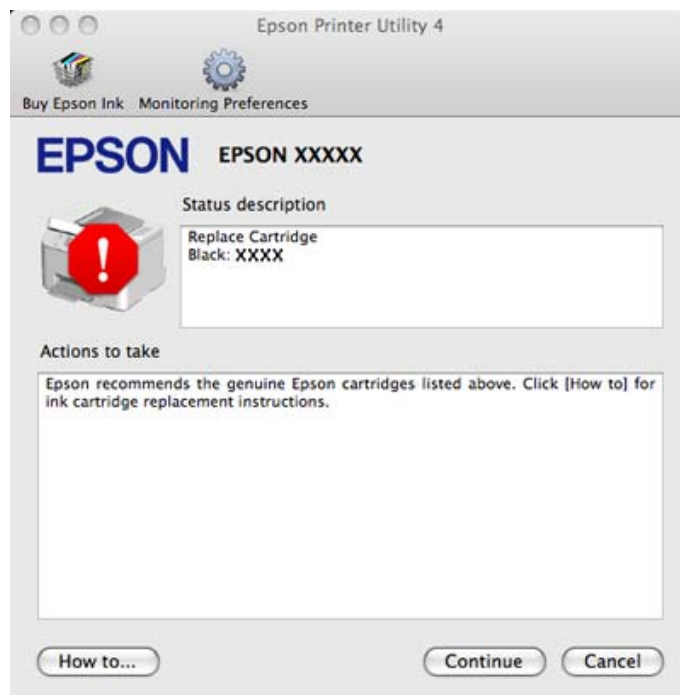 Epson Printer Utility 4
Buy Epson Ink Monitoring Preferences
EPSON EPSON XXXXX
Status description
Replace Cartridge
Black: XXXX
!
Actions to take
Epson recommends the genuine Epson cartridges listed above. Click [How to] for
ink cartridge replacement instructions.
How to... Continue Cancel